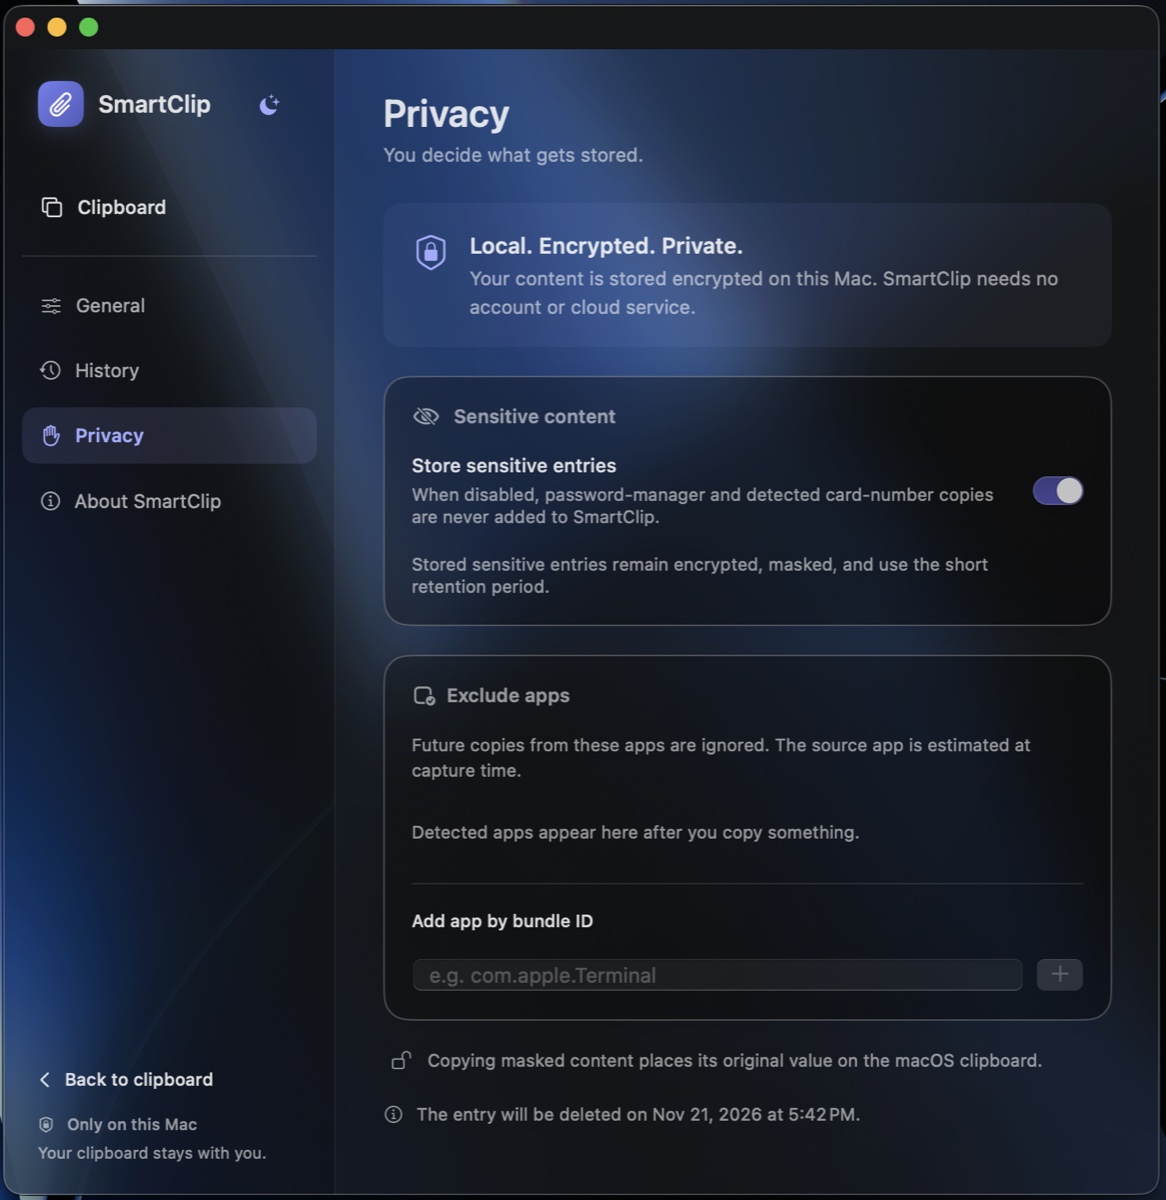 SmartClip
Clipboard
General
History
Privacy
About SmartClip
Back to clipboard
Only on this Mac
Your clipboard stays with you.
Privacy
You decide what gets stored.
Local. Encrypted. Private.
Your content is stored encrypted on this Mac. SmartClip needs no
account or cloud service.
Sensitive content
Store sensitive entries
When disabled, password-manager and detected card-number copies
are never added to SmartClip.
Stored sensitive entries remain encrypted, masked, and use the short
retention period.
Exclude apps
Future copies from these apps are ignored. The source app is estimated at
capture time.
Detected apps appear here after you copy something.
Add app by bundle ID
e.g. com.apple.Terminal
Copying masked content places its original value on the macOS clipboard.
The entry will be deleted on Nov 21, 2026 at 5:42 PM.